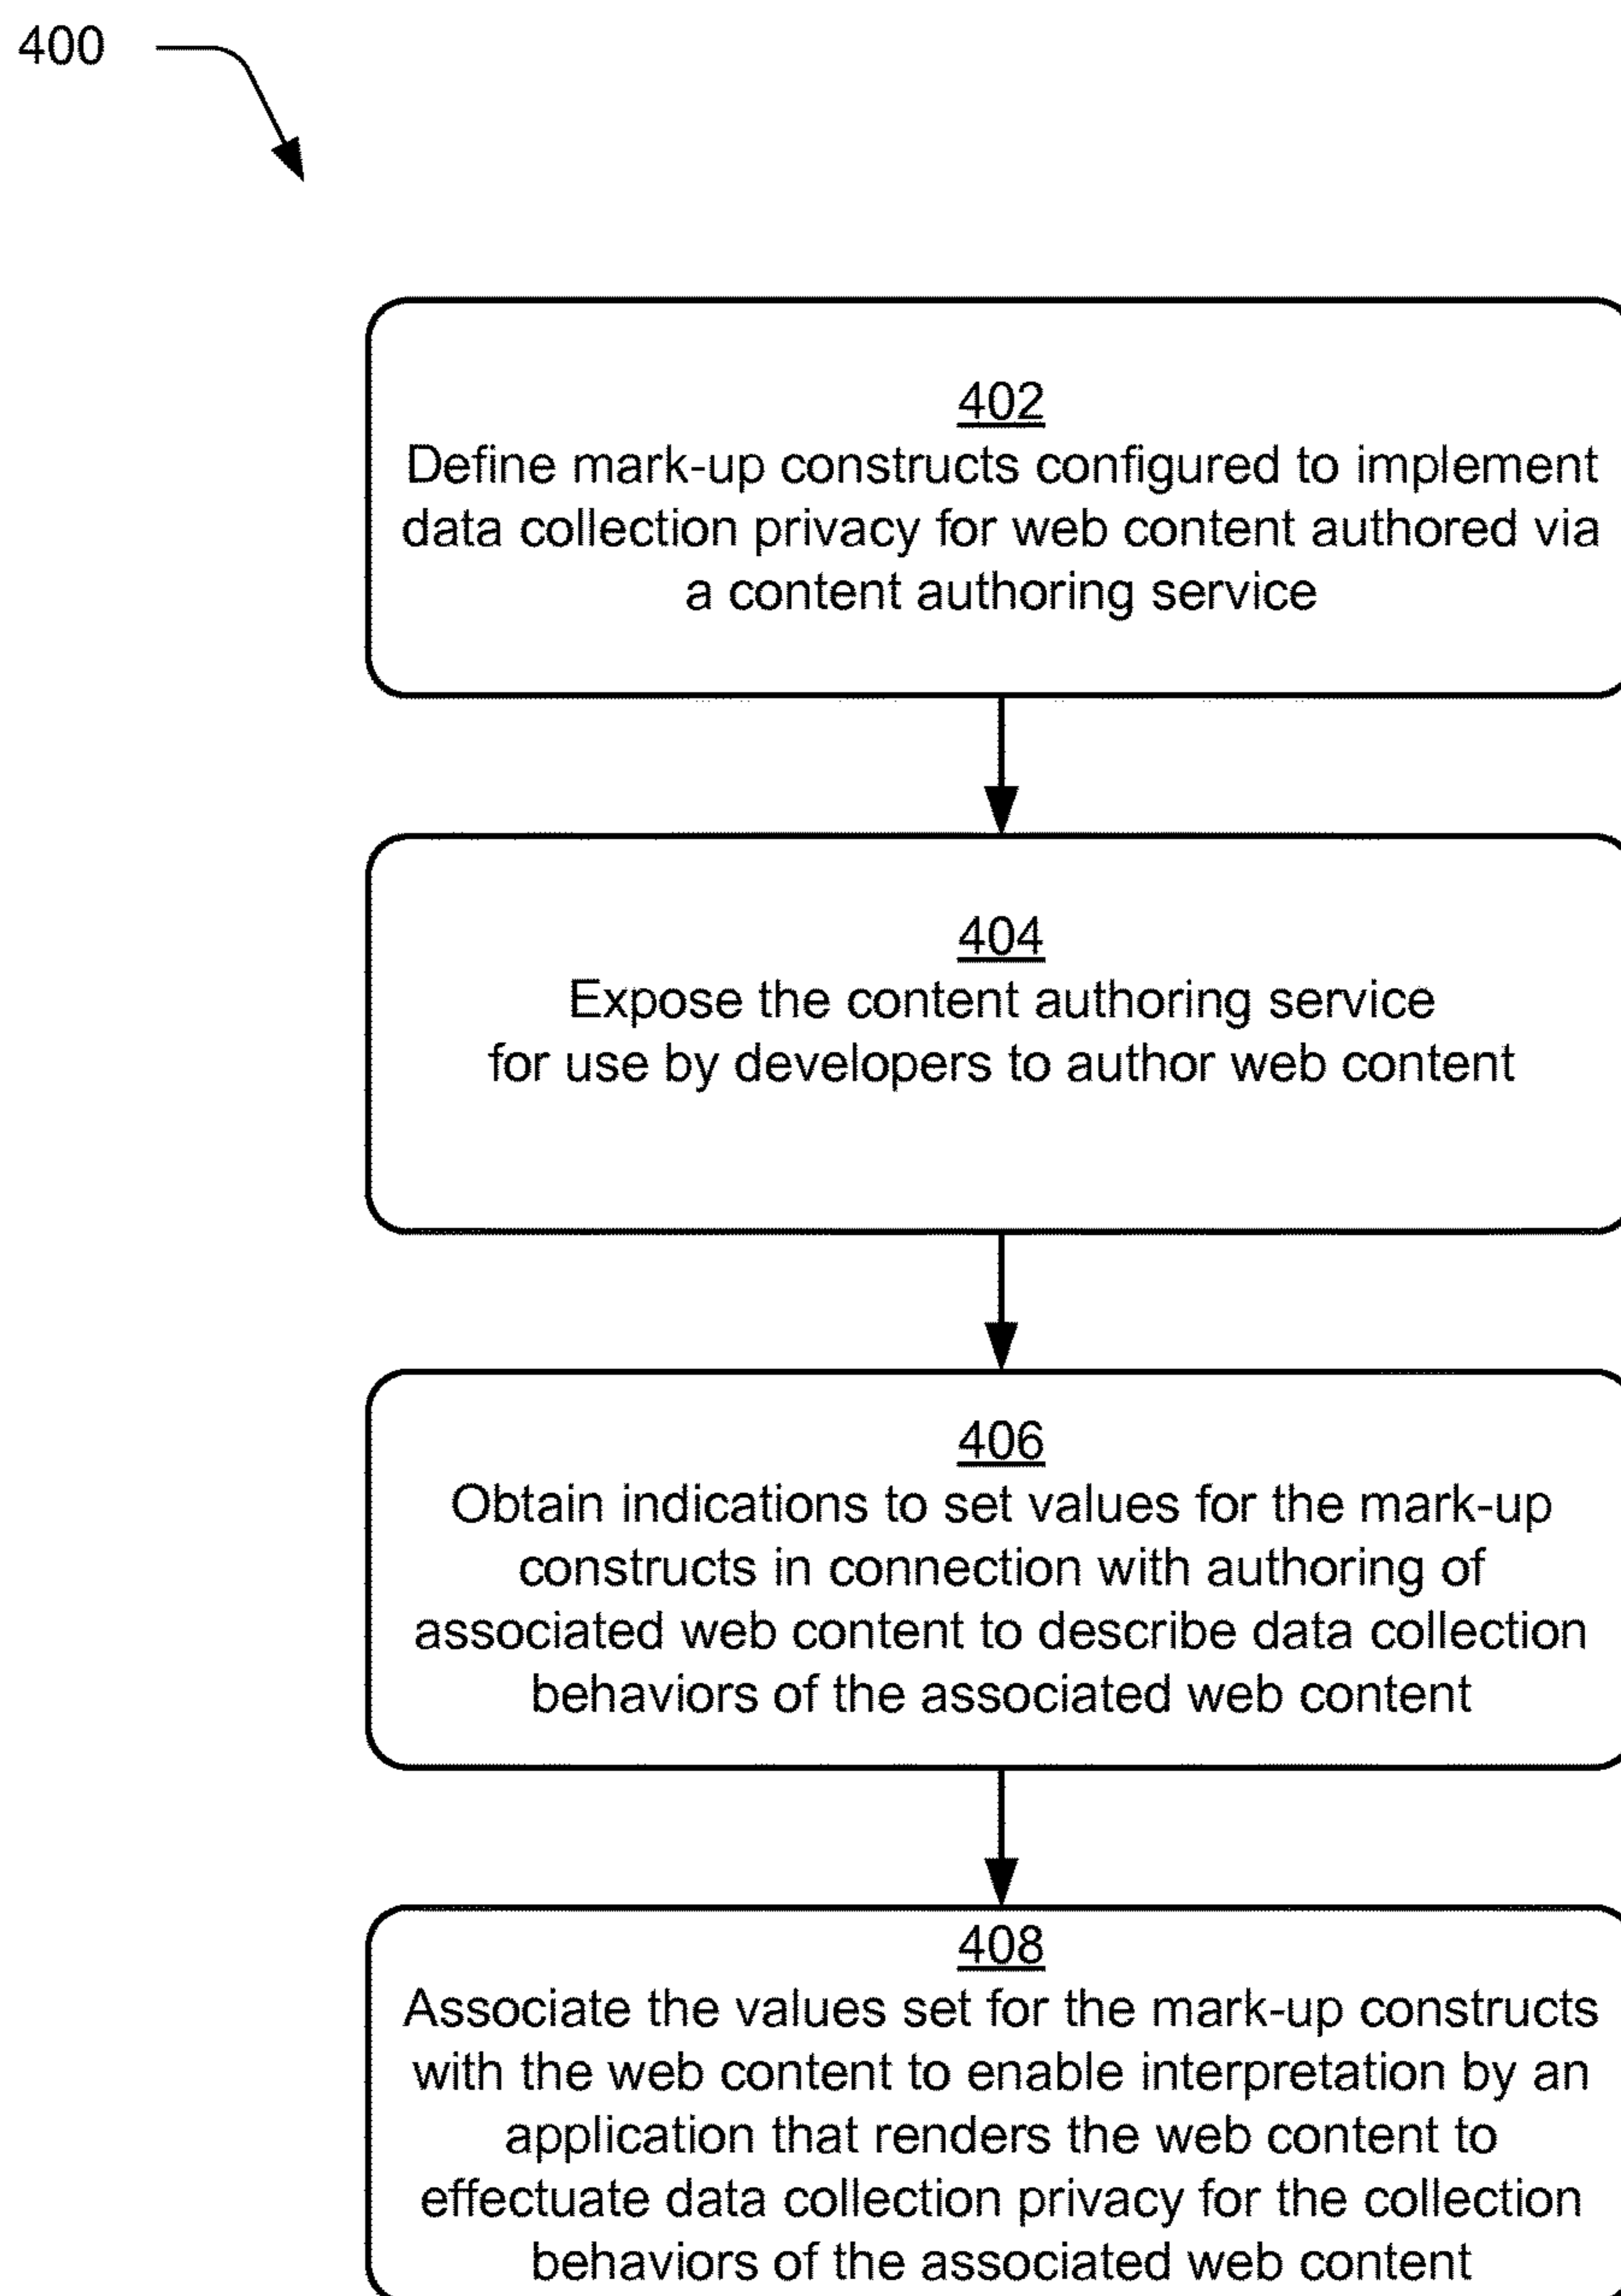 400
402
Define mark-up constructs configured to implement
data collection privacy for web content authored via
a content authoring service
404
Expose the content authoring service
for use by developers to author web content
406
Obtain indications to set values for the mark-up
constructs in connection with authoring of
associated web content to describe data collection
behaviors of the associated web content
408
Associate the values set for the mark-up constructs
with the web content to enable interpretation by an
application that renders the web content to
effectuate data collection privacy for the collection
behaviors of the associated web content